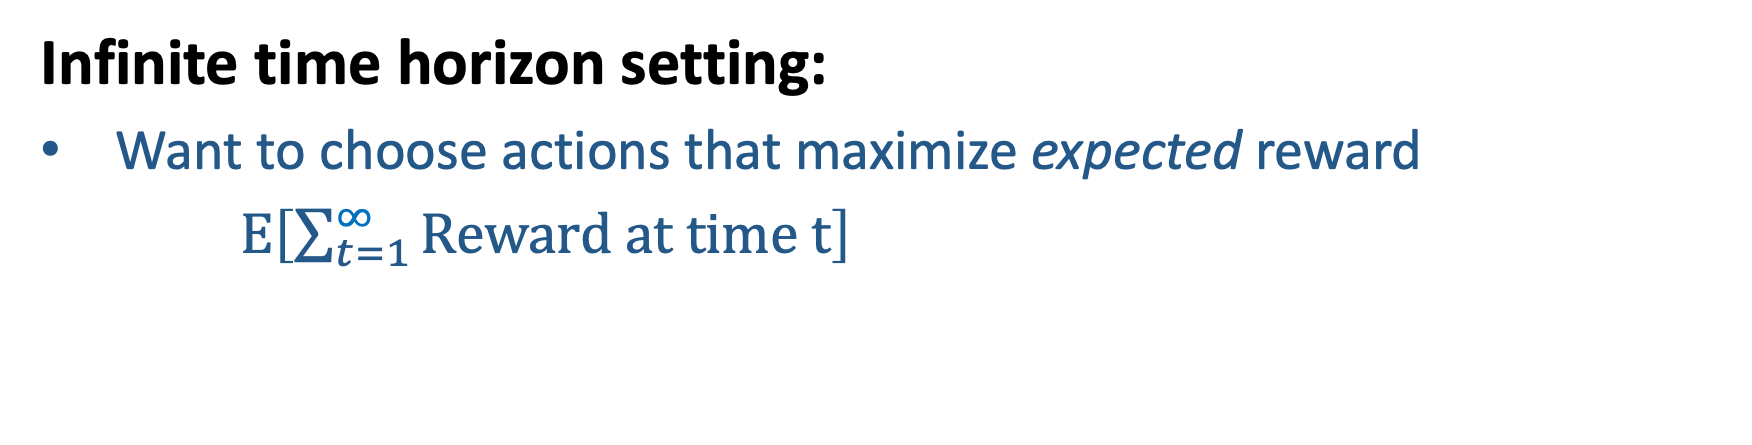 Infinite time horizon setting:
• Want to choose actions that maximize expected reward
E[∑_{t=1}^{∞} Reward at time t]